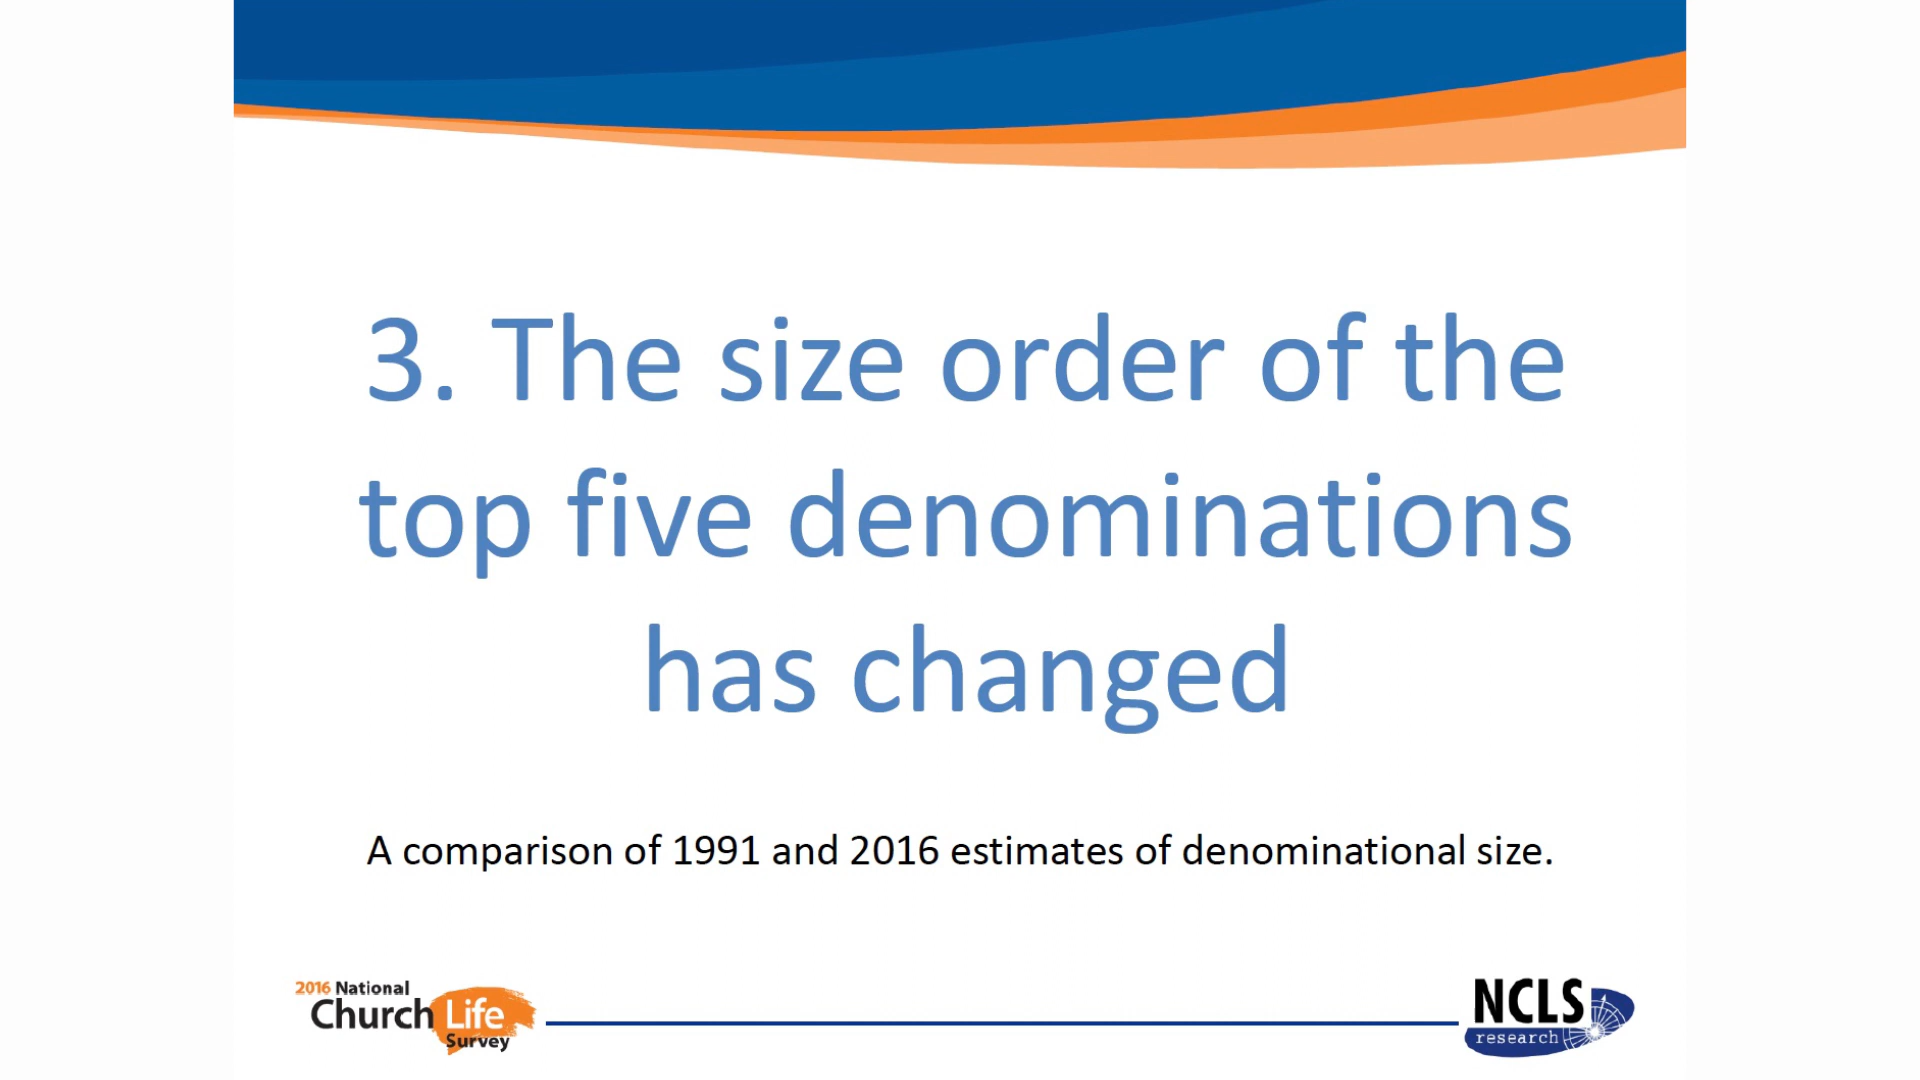 3. The size order of the
top five denominations
has changed
A comparison of 1991 and 2016 estimates of denominational size.
2016 National
Church Life
Survey
NCLS
research